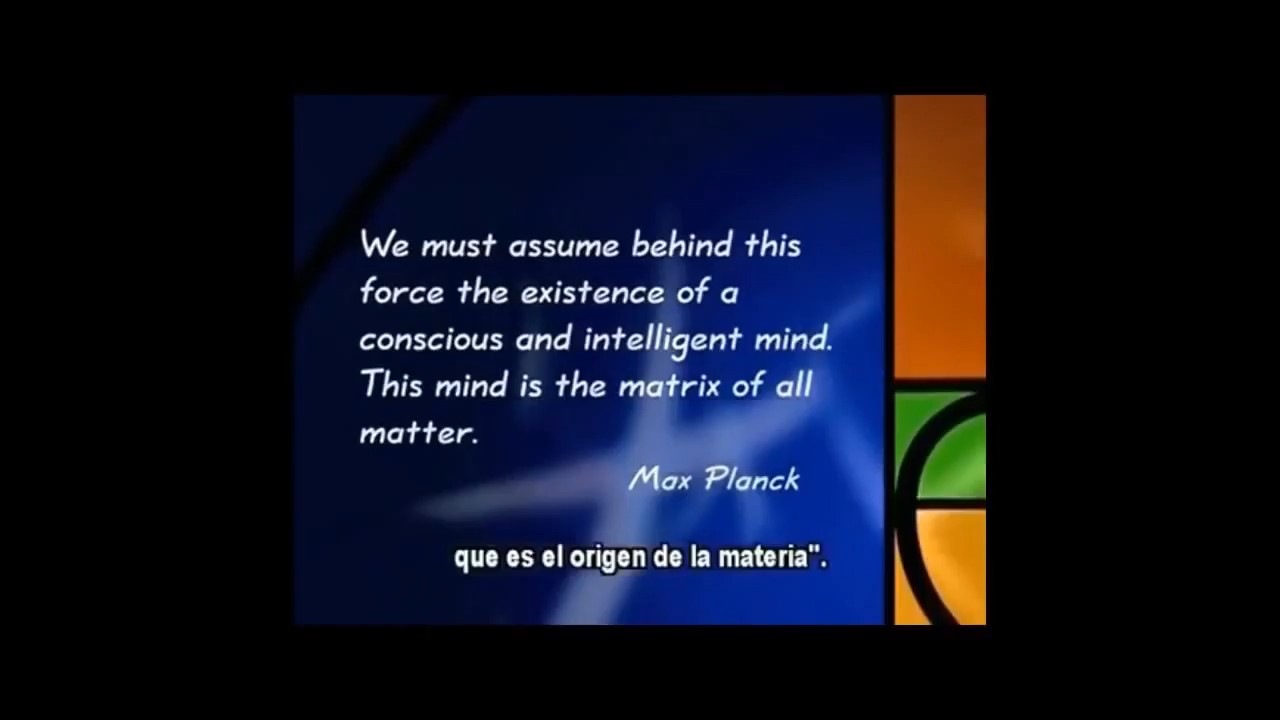 We must assume behind this
force the existence of a
conscious and intelligent mind.
This mind is the matrix of all
matter.
Max Planck
que es el origen de la materia".